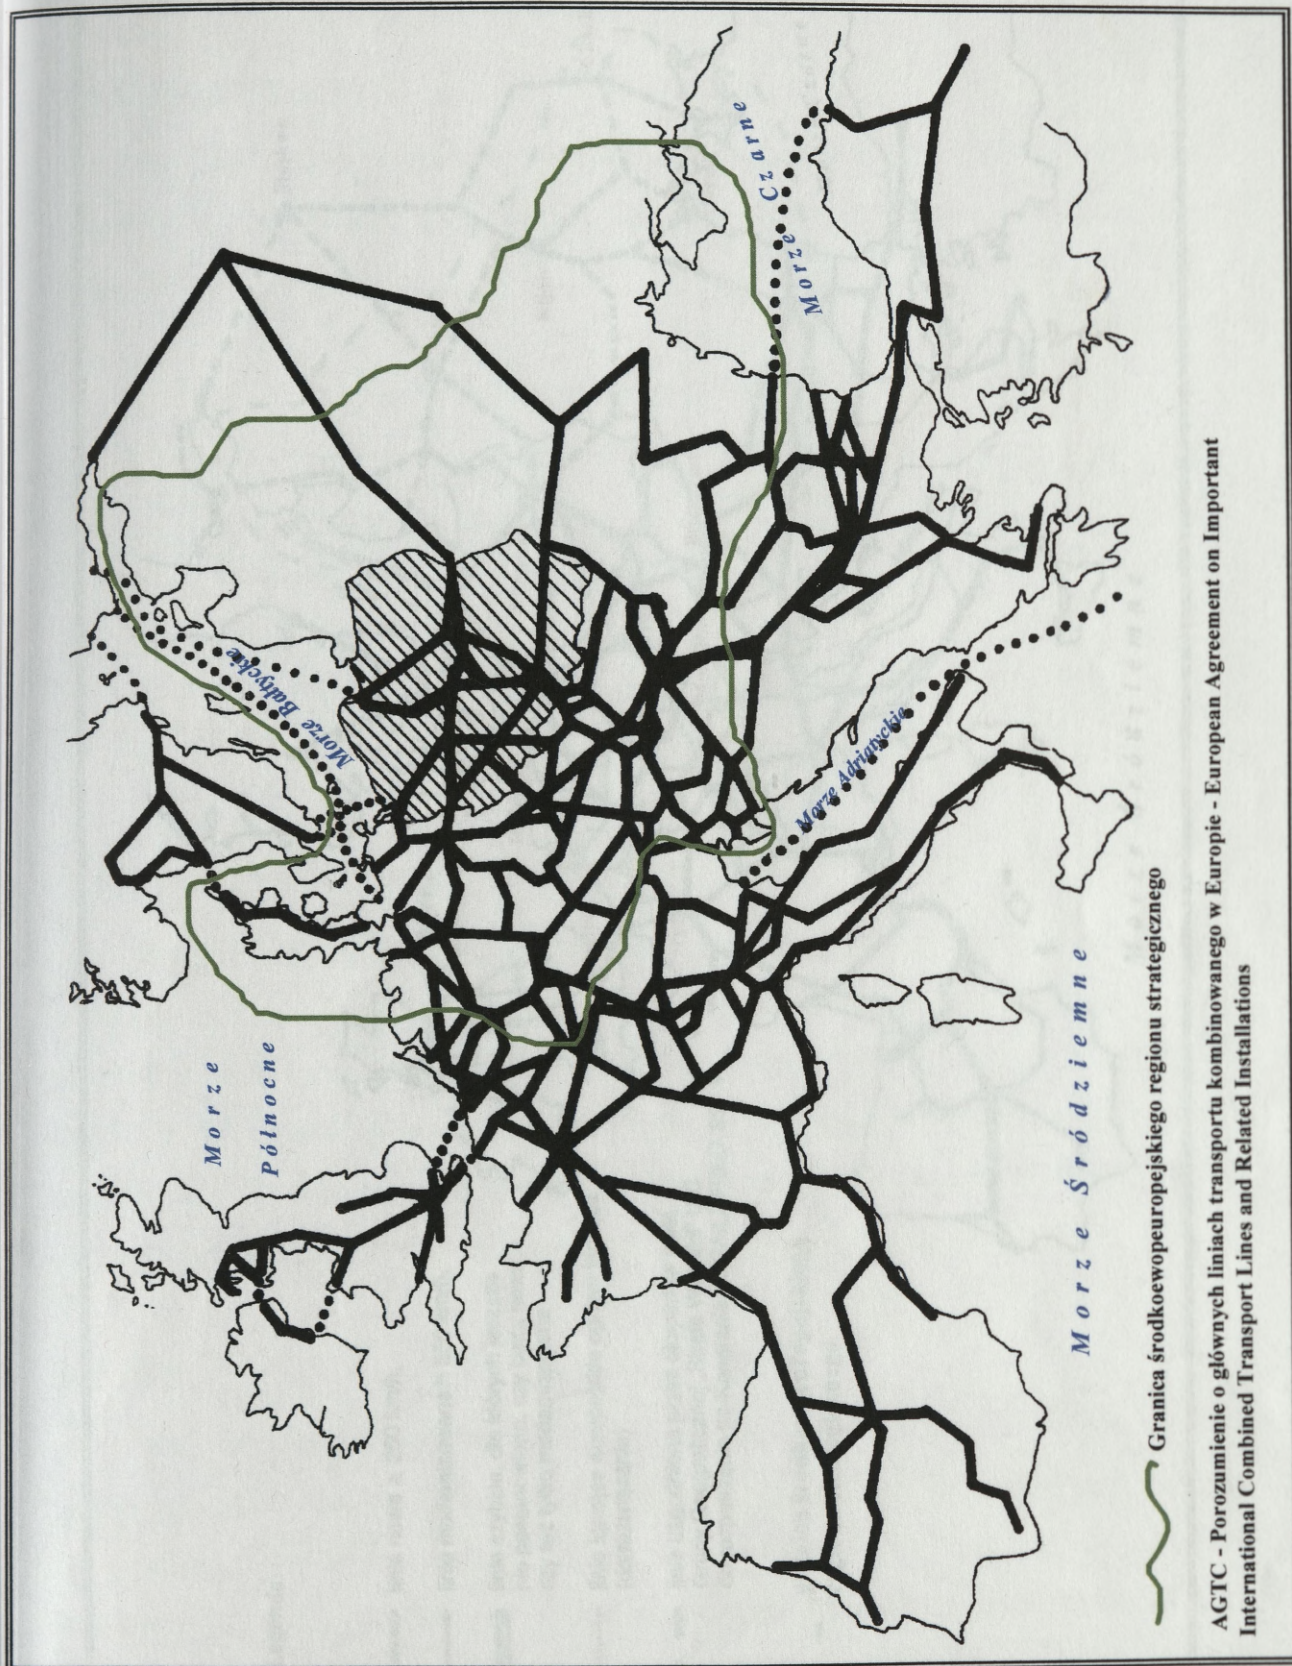 Morze
Północne
Morze Bałtyckie
Morze Czarne
Morze Adriatyckie
Morze Śródziemne
Granica środkoewopeuropejskiego regionu strategicznego
AGTC - Porozumienie o głównych liniach transportu kombinowanego w Europie - European Agreement on Important
International Combined Transport Lines and Related Installations